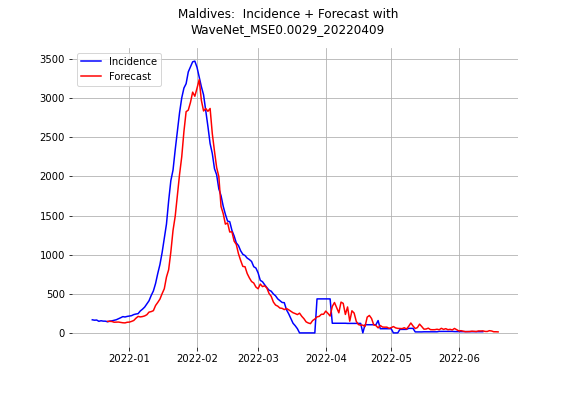 Maldives:  Incidence + Forecast with
WaveNet_MSE0.0029_20220409
Incidence
Forecast
3500
3000
2500
2000
1500
1000
500
0
2022-01 2022-02 2022-03 2022-04 2022-05 2022-06